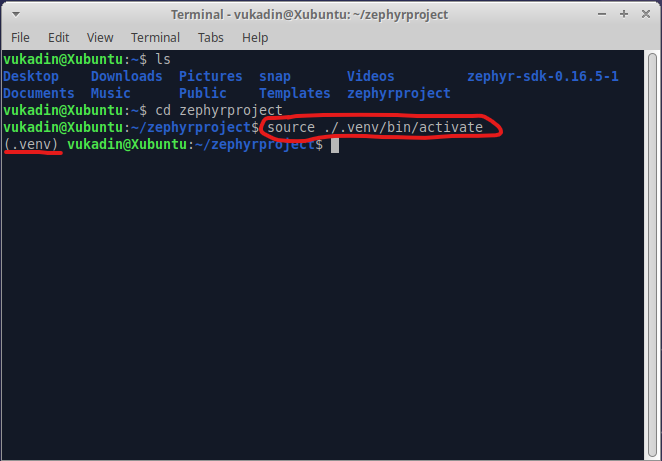 Terminal - vukadin@Xubuntu: ~/zephyrproject
File Edit View Terminal Tabs Help
vukadin@Xubuntu:~$ ls
Desktop Downloads Pictures snap Videos zephyr-sdk-0.16.5-1
Documents Music Public Templates zephyrproject
vukadin@Xubuntu:~$ cd zephyrproject
vukadin@Xubuntu:~/zephyrproject$ source ./.venv/bin/activate
(.venv) vukadin@Xubuntu:~/zephyrproject$